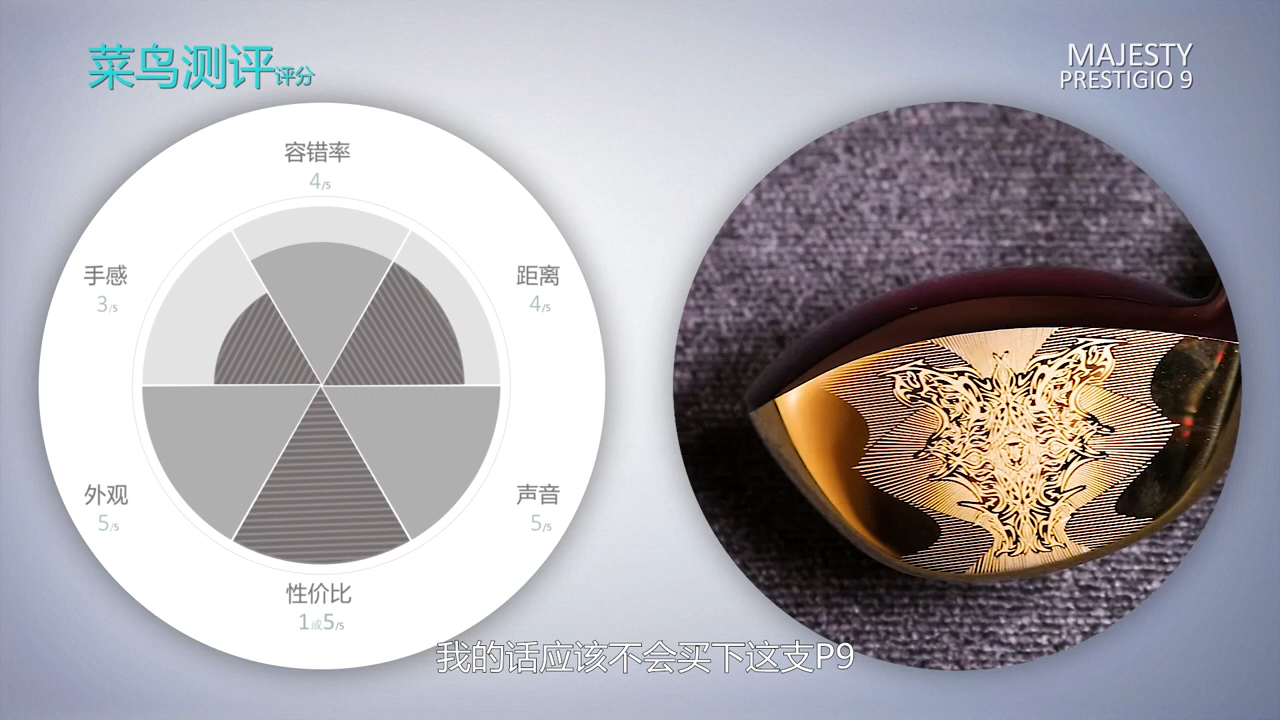 菜鸟测评评分
MAJESTY
PRESTIGIO 9
容错率
4/5
手感
3/5
距离
4/5
外观
5/5
声音
5/5
性价比
1或5/5
我的话应该不会买下这支P9